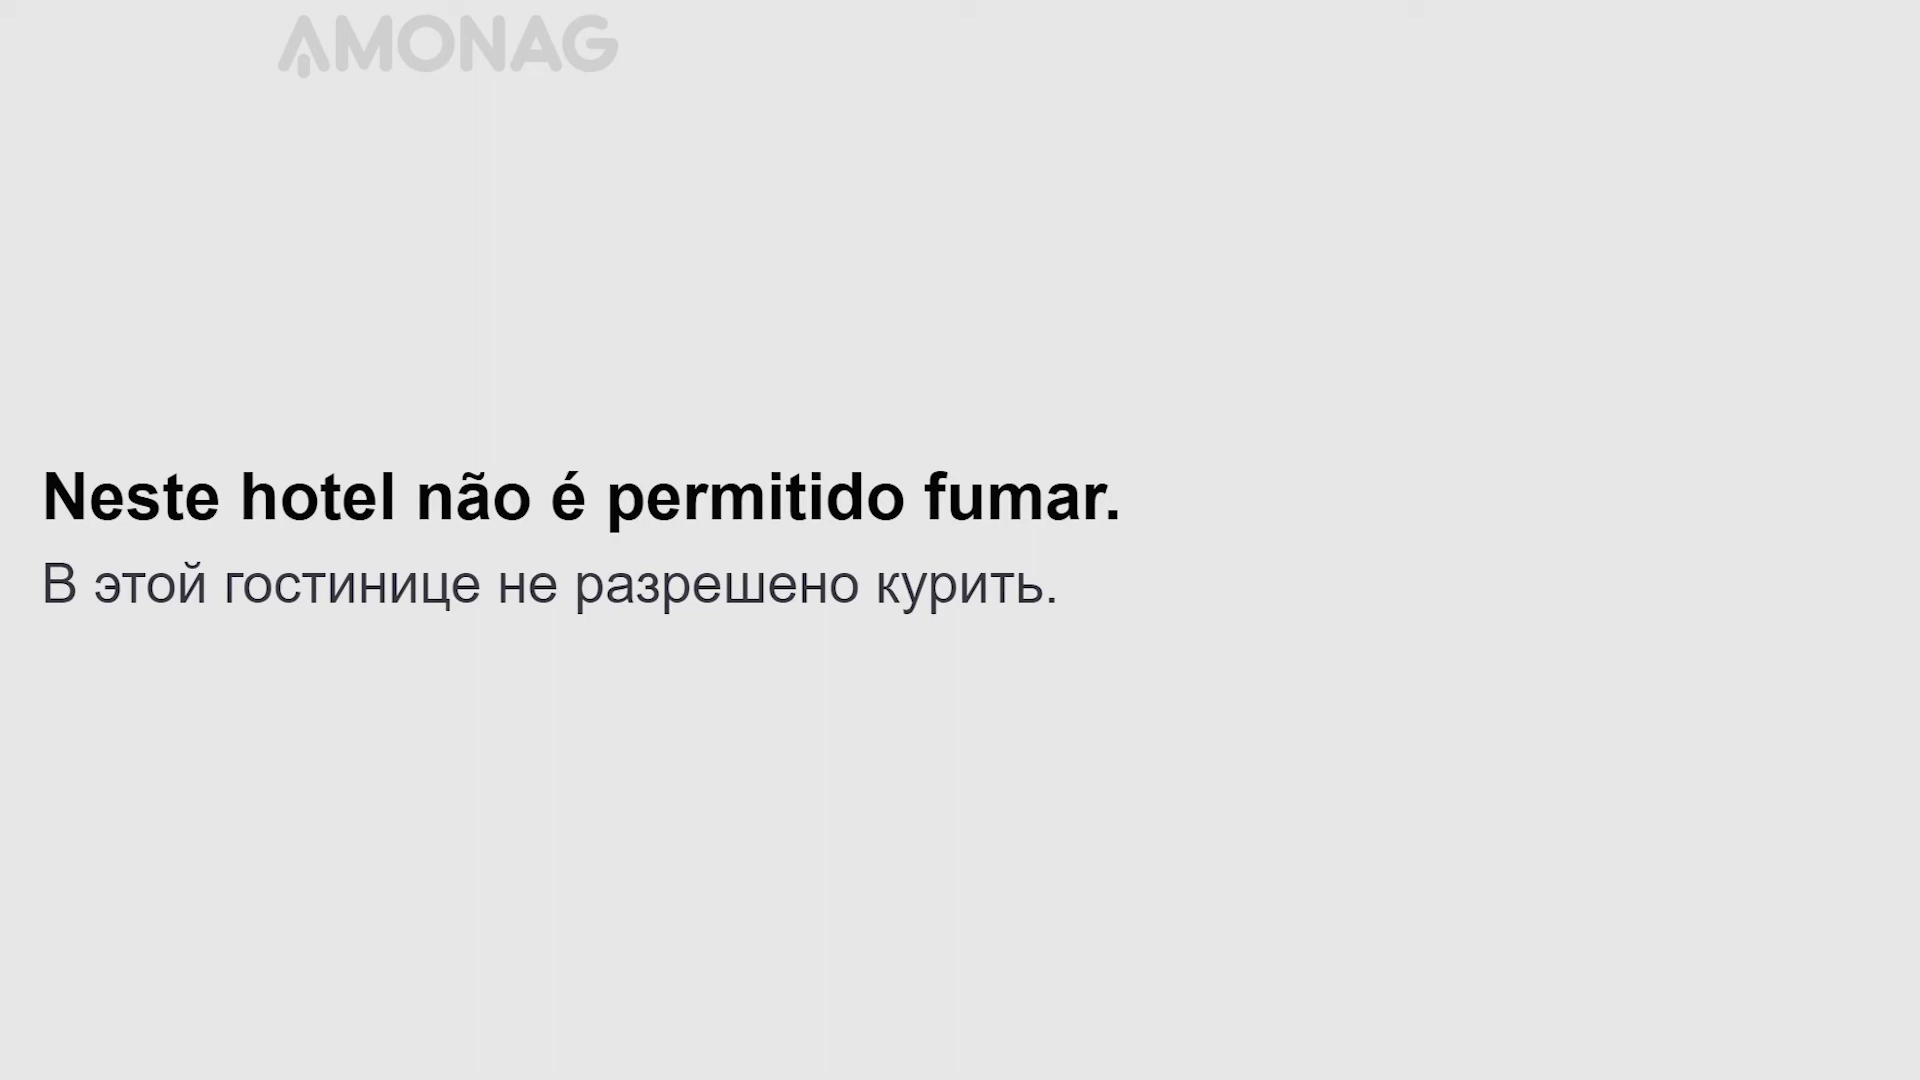 AMONAG
Neste hotel não é permitido fumar.
В этой гостинице не разрешено курить.